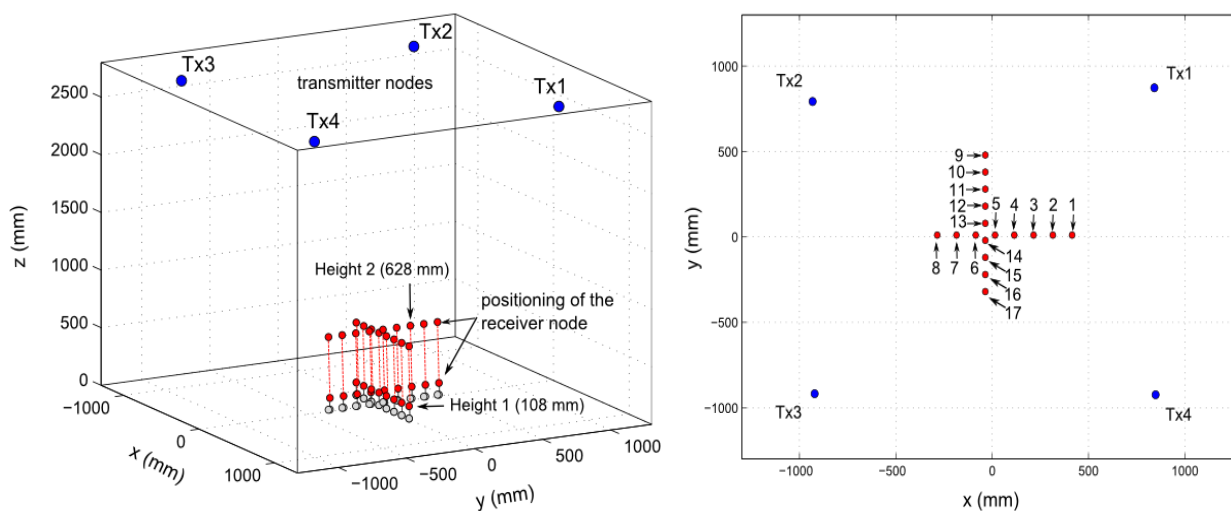 Tx2
Tx3
transmitter nodes
Tx1
Tx4
2500
2000
1500
1000
500
0
z (mm)
Height 2 (628 mm)
positioning of the
receiver node
Height 1 (108 mm)
−1000
0
1000
x (mm)
−1000
−500
0
500
1000
y (mm)
1000
500
0
−500
−1000
y (mm)
Tx2
Tx1
9
10
11
12
13
5 4 3 2 1
8 7 6
14
15
16
17
Tx3
Tx4
−1000 −500 0 500 1000
x (mm)